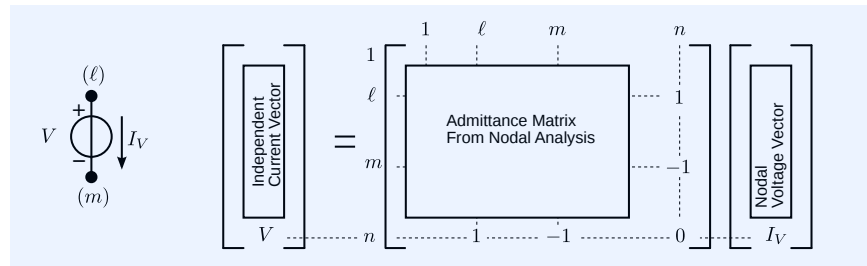 (ℓ)
+
V
I_V
−
(m)
Independent
Current Vector
V
=
1 ℓ m n
1
ℓ 1
m −1
n 1 −1 0
Admittance Matrix
From Nodal Analysis
Nodal
Voltage Vector
I_V